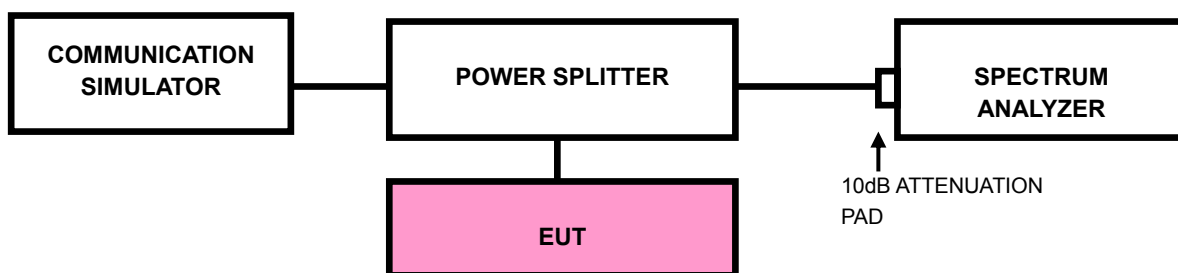 COMMUNICATION
SIMULATOR
POWER SPLITTER
SPECTRUM
ANALYZER
10dB ATTENUATION
PAD
EUT